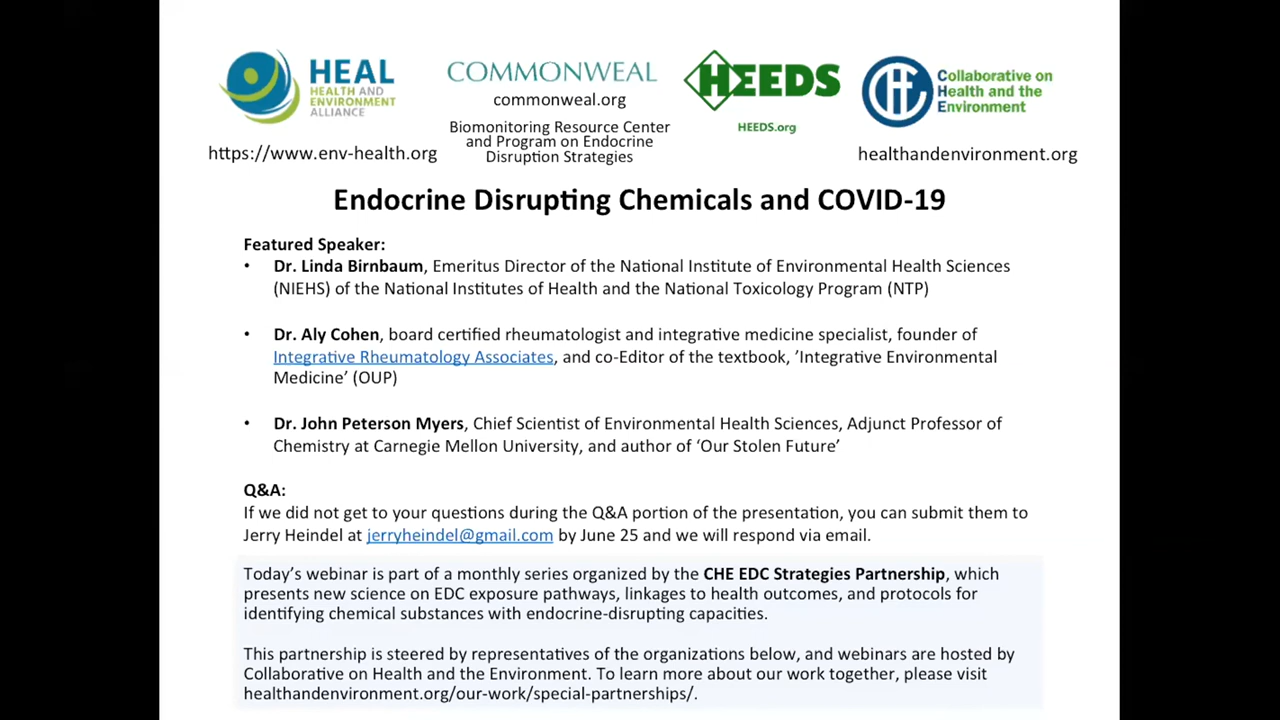 HEAL
HEALTH AND
ENVIRONMENT
ALLIANCE
https://www.env-health.org
COMMONWEAL
commonweal.org
Biomonitoring Resource Center
and Program on Endocrine
Disruption Strategies
HEEDS
HEEDS.org
CHE
Collaborative on
Health and the
Environment
healthandenvironment.org
Endocrine Disrupting Chemicals and COVID-19
Featured Speaker:
• Dr. Linda Birnbaum, Emeritus Director of the National Institute of Environmental Health Sciences
(NIEHS) of the National Institutes of Health and the National Toxicology Program (NTP)
• Dr. Aly Cohen, board certified rheumatologist and integrative medicine specialist, founder of
Integrative Rheumatology Associates, and co-Editor of the textbook, ’Integrative Environmental
Medicine’ (OUP)
• Dr. John Peterson Myers, Chief Scientist of Environmental Health Sciences, Adjunct Professor of
Chemistry at Carnegie Mellon University, and author of ‘Our Stolen Future’
Q&A:
If we did not get to your questions during the Q&A portion of the presentation, you can submit them to
Jerry Heindel at jerryheindel@gmail.com by June 25 and we will respond via email.
Today’s webinar is part of a monthly series organized by the CHE EDC Strategies Partnership, which
presents new science on EDC exposure pathways, linkages to health outcomes, and protocols for
identifying chemical substances with endocrine-disrupting capacities.
This partnership is steered by representatives of the organizations below, and webinars are hosted by
Collaborative on Health and the Environment. To learn more about our work together, please visit
healthandenvironment.org/our-work/special-partnerships/.